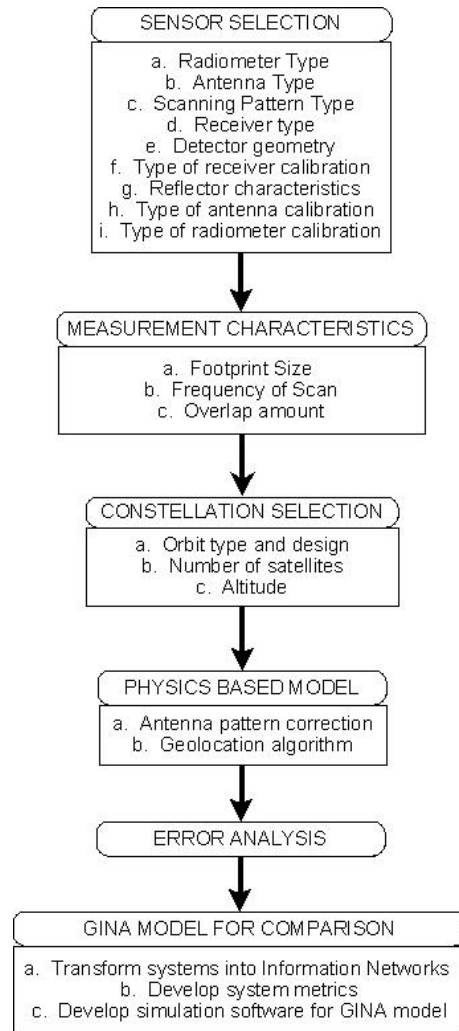 SENSOR SELECTION
a. Radiometer Type
b. Antenna Type
c. Scanning Pattern Type
d. Receiver type
e. Detector geometry
f. Type of receiver calibration
g. Reflector characteristics
h. Type of antenna calibration
i. Type of radiometer calibration
MEASUREMENT CHARACTERISTICS
a. Footprint Size
b. Frequency of Scan
c. Overlap amount
CONSTELLATION SELECTION
a. Orbit type and design
b. Number of satellites
c. Altitude
PHYSICS BASED MODEL
a. Antenna pattern correction
b. Geolocation algorithm
ERROR ANALYSIS
GINA MODEL FOR COMPARISON
a. Transform systems into Information Networks
b. Develop system metrics
c. Develop simulation software for GINA model